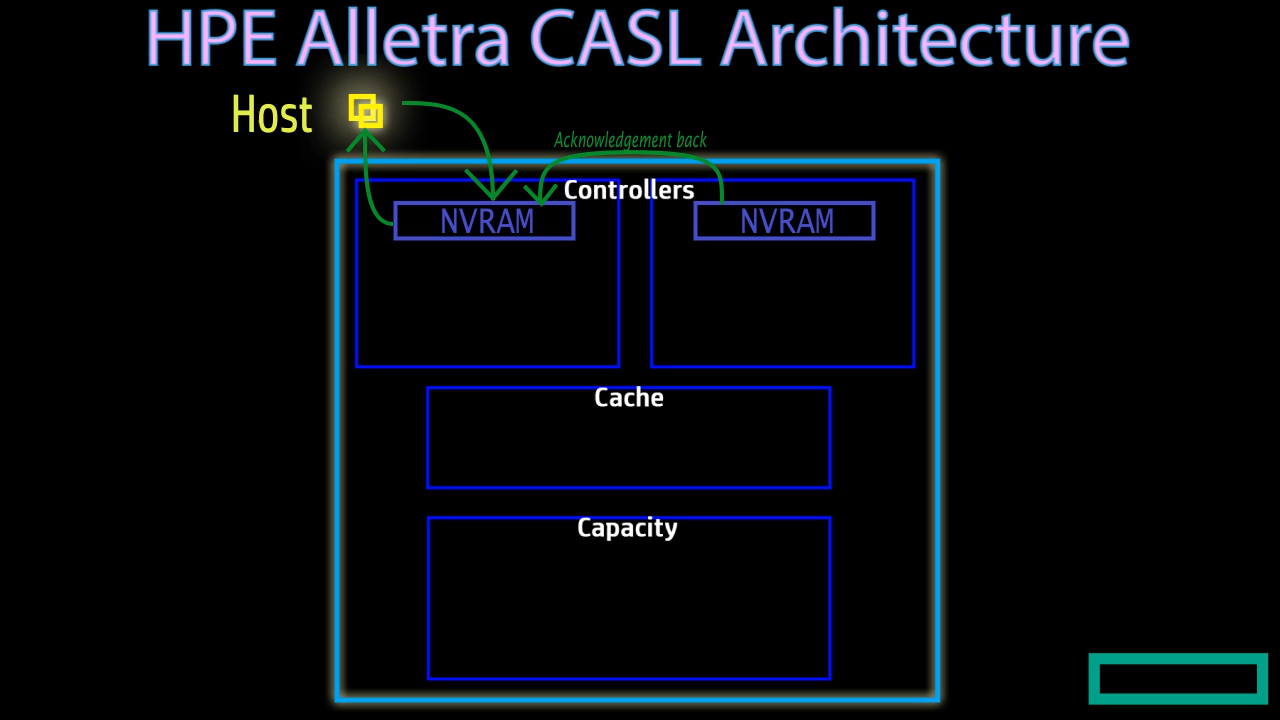 HPE Alletra CASL Architecture
Host
Acknowledgement back
Controllers
NVRAM
NVRAM
Cache
Capacity